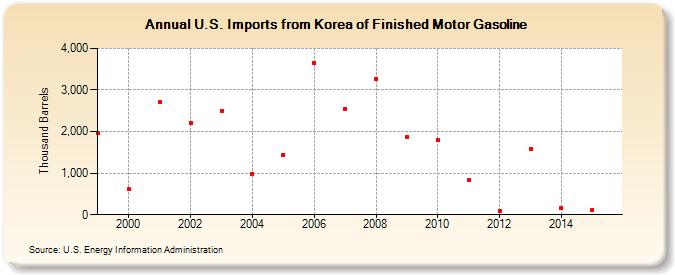 Annual U.S. Imports from Korea of Finished Motor Gasoline
Thousand Barrels
4,000
3,000
2,000
1,000
0
2000 2002 2004 2006 2008 2010 2012 2014
Source: U.S. Energy Information Administration